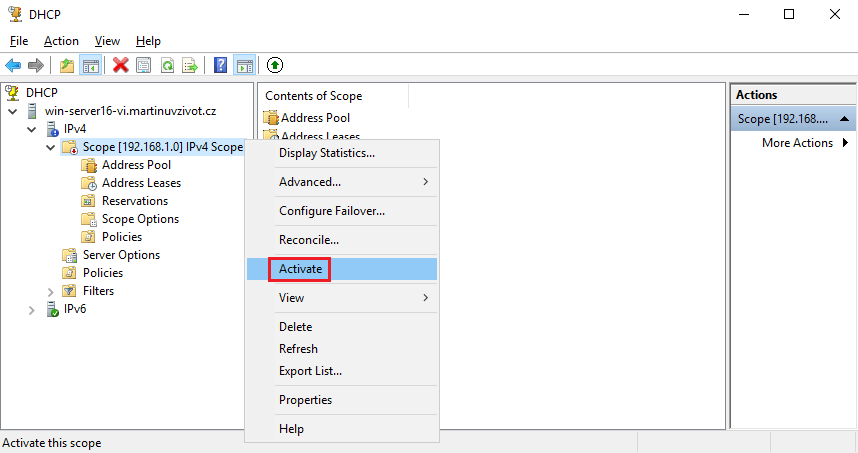 DHCP
File Action View Help
DHCP
win-server16-vi.martinuvzivot.cz
IPv4
Scope [192.168.1.0] IPv4 Scope
Address Pool
Address Leases
Reservations
Scope Options
Policies
Server Options
Policies
Filters
IPv6
Contents of Scope
Address Pool
Address Leases
Display Statistics...
Advanced...
Configure Failover...
Reconcile...
Activate
View
Delete
Refresh
Export List...
Properties
Help
Actions
Scope [192.168....
More Actions
Activate this scope